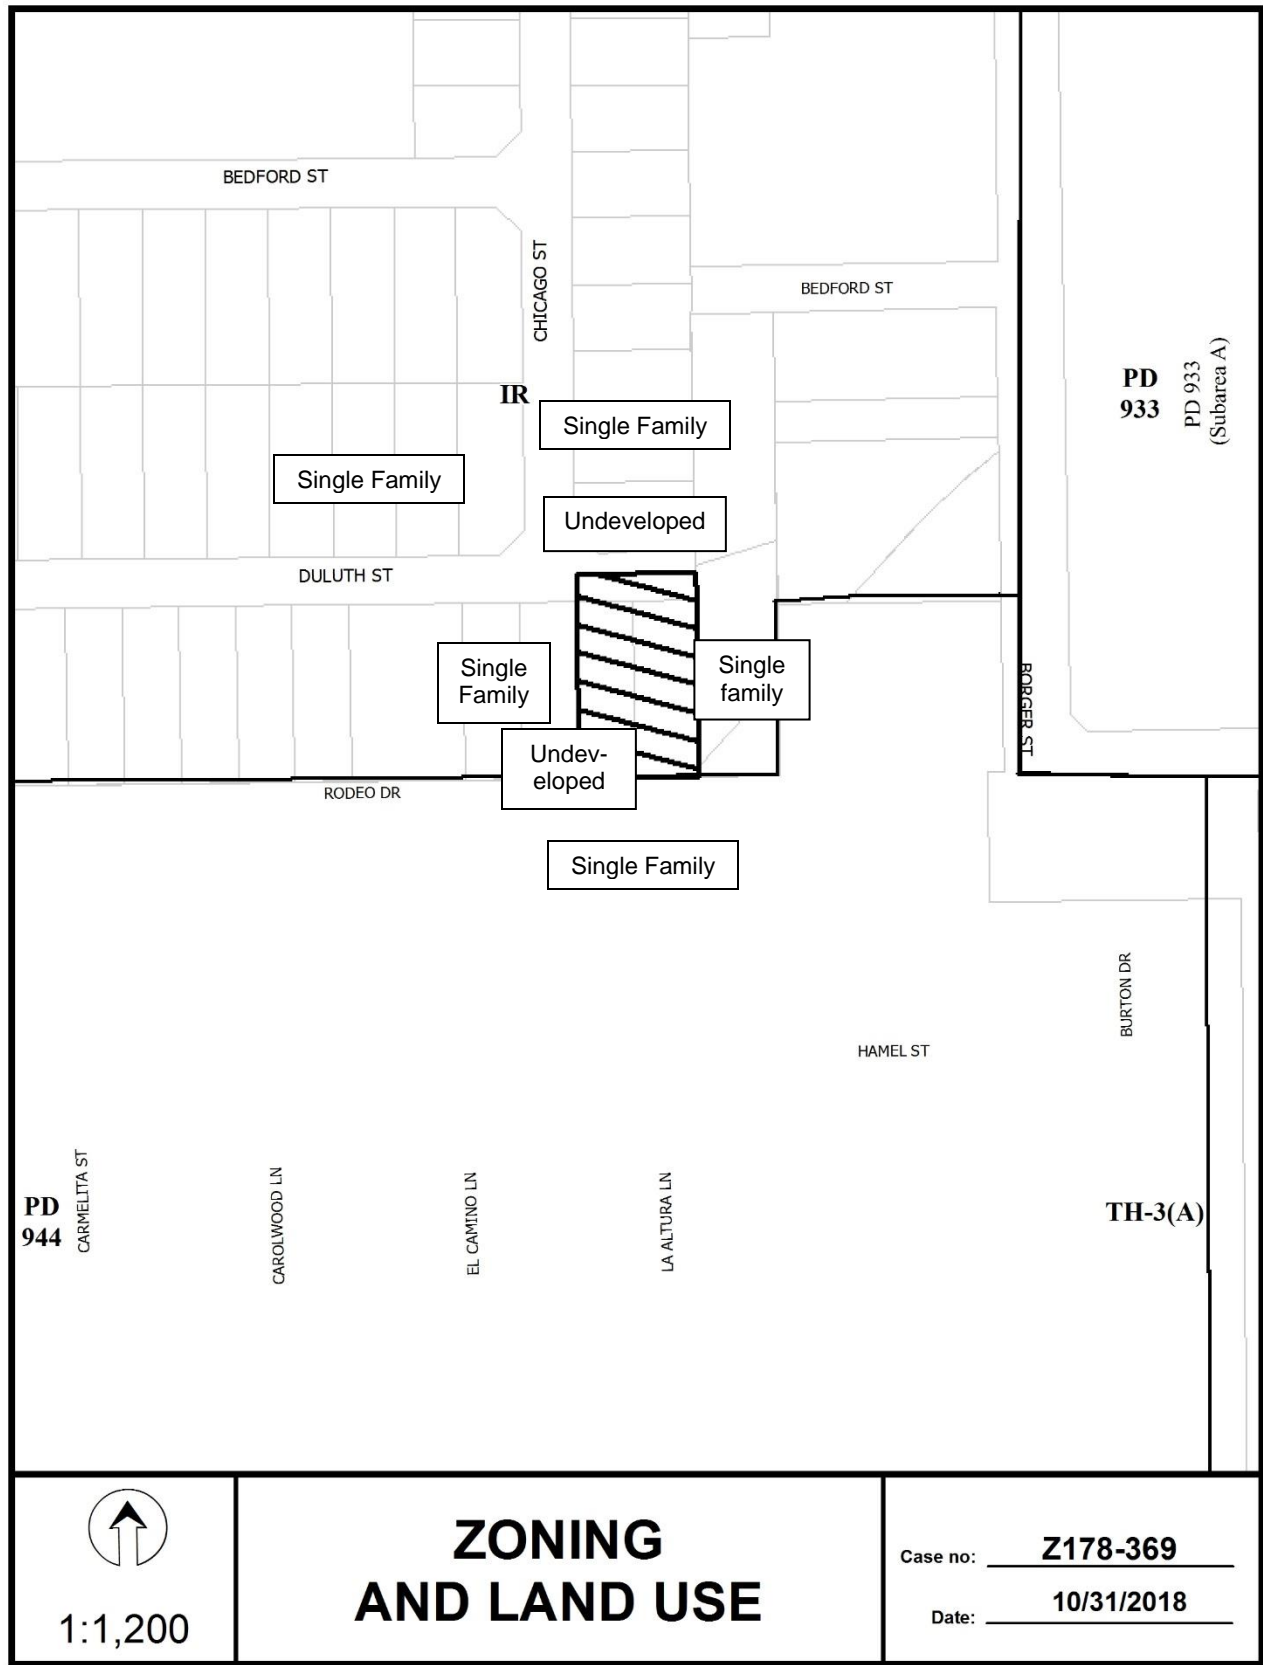 BEDFORD ST
CHICAGO ST
BEDFORD ST
PD
933
PD 933
(Subarea A)
IR
Single Family
Single Family
Undeveloped
DULUTH ST
Single
Family
Single
family
BORGER ST
Undev-
eloped
RODEO DR
Single Family
BURTON DR
HAMEL ST
PD
944
CARMELITA ST
CAROLWOOD LN
EL CAMINO LN
LA ALTURA LN
TH-3(A)
1:1,200
ZONING
AND LAND USE
Case no: Z178-369
Date: 10/31/2018